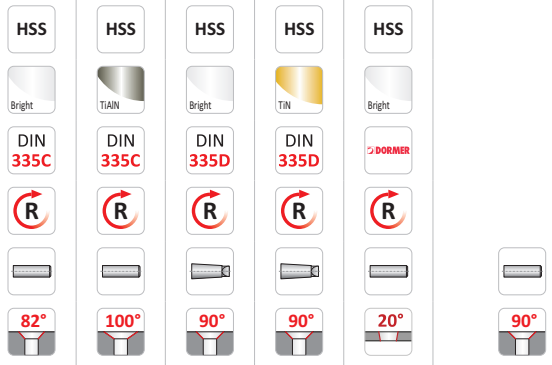 HSS HSS HSS HSS HSS
Bright TiAlN Bright TiN Bright
DIN DIN DIN DIN
335C 335C 335D 335D DORMER
R R R R R
82° 100° 90° 90° 20° 90°